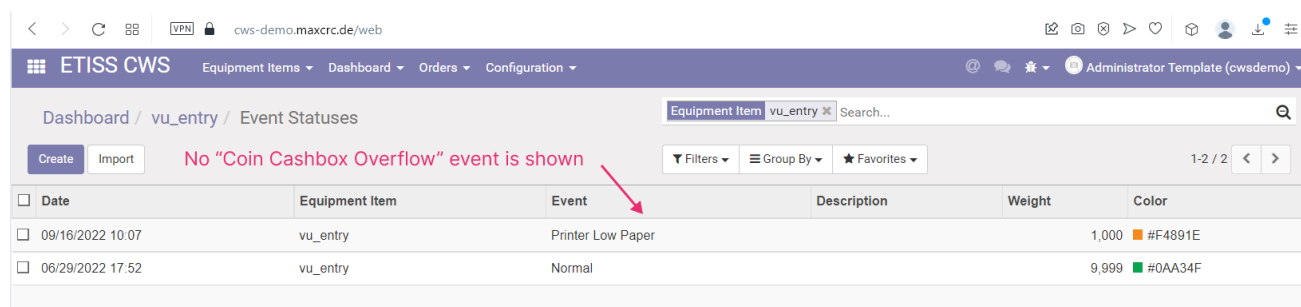 VPN cws-demo.maxcrc.de/web
ETISS CWS Equipment Items Dashboard Orders Configuration @ Administrator Template (cwsdemo)
Dashboard / vu_entry / Event Statuses
Equipment Item vu_entry Search...
Create Import No “Coin Cashbox Overflow” event is shown Filters Group By Favorites 1-2 / 2
Date Equipment Item Event Description Weight Color
09/16/2022 10:07 vu_entry Printer Low Paper 1,000 #F4891E
06/29/2022 17:52 vu_entry Normal 9,999 #0AA34F